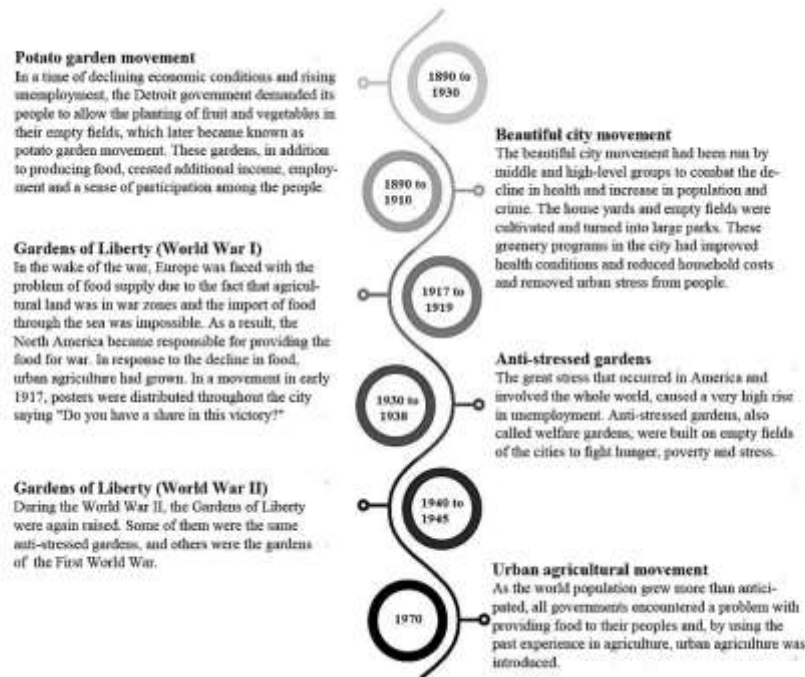 Potato garden movement
In a time of declining economic conditions and rising
unemployment, the Detroit government demanded its
people to allow the planting of fruit and vegetables in
their empty fields, which later became known as
potato garden movement. These gardens, in addition
to producing food, created additional income, employ-
ment and a sense of participation among the people
1890 to
1930
Beautiful city movement
The beautiful city movement had been run by
middle and high-level groups to combat the de-
cline in health and increase in population and
crime. The house yards and empty fields were
cultivated and turned into large parks. These
greenery programs in the city had improved
health conditions and reduced household costs
and removed urban stress from people.
1890 to
1910
Gardens of Liberty (World War I)
In the wake of the war, Europe was faced with the
problem of food supply due to the fact that agricul-
tural land was in war zones and the import of food
through the sea was impossible. As a result, the
North America became responsible for providing the
food for war. In response to the decline in food,
urban agriculture had grown. In a movement in early
1917, posters were distributed throughout the city
saying "Do you have a share in this victory?"
1917 to
1919
Anti-stressed gardens
The great stress that occurred in America and
involved the whole world, caused a very high rise
in unemployment. Anti-stressed gardens, also
called welfare gardens, were built on empty fields
of the cities to fight hunger, poverty and stress.
1930 to
1938
Gardens of Liberty (World War II)
During the World War II, the Gardens of Liberty
were again raised. Some of them were the same
anti-stressed gardens, and others were the gardens
of the First World War.
1940 to
1945
Urban agricultural movement
As the world population grew more than antici-
pated, all governments encountered a problem with
providing food to their peoples and, by using the
past experience in agriculture, urban agriculture was
introduced.
1970